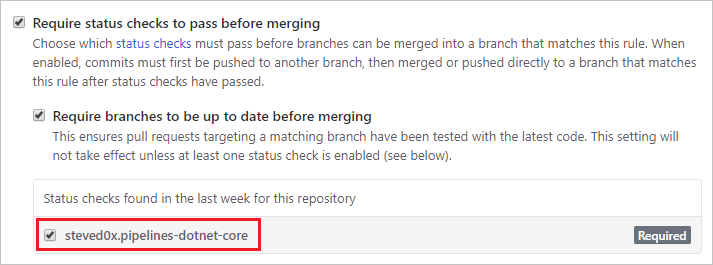 Require status checks to pass before merging
Choose which status checks must pass before branches can be merged into a branch that matches this rule. When
enabled, commits must first be pushed to another branch, then merged or pushed directly to a branch that matches
this rule after status checks have passed.
Require branches to be up to date before merging
This ensures pull requests targeting a matching branch have been tested with the latest code. This setting will
not take effect unless at least one status check is enabled (see below).
Status checks found in the last week for this repository
steved0x.pipelines-dotnet-core Required